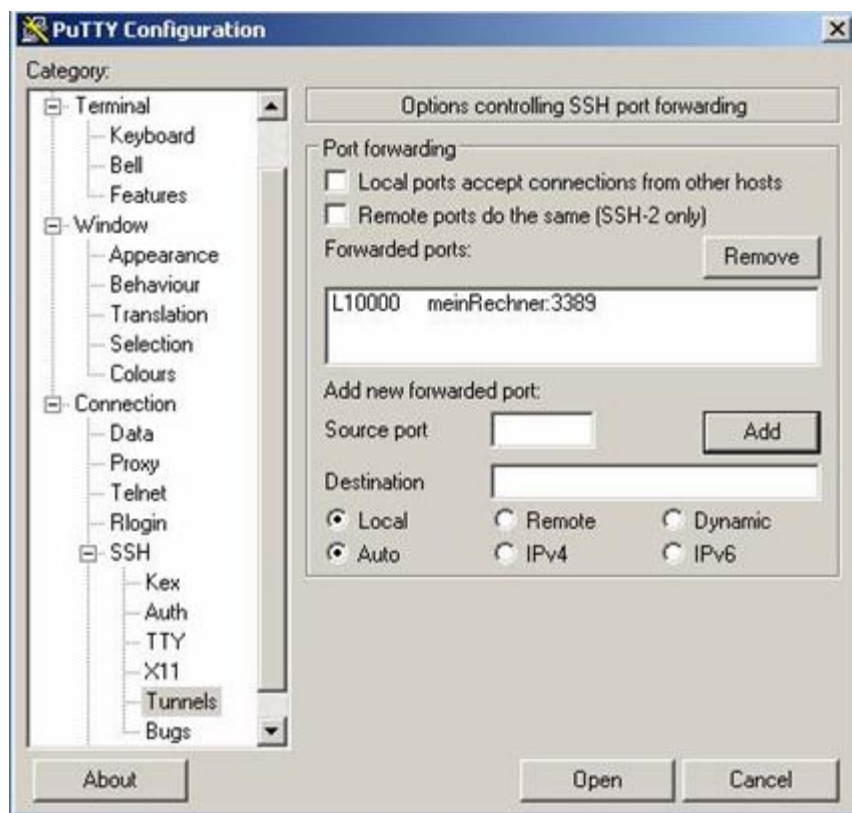 PuTTY Configuration
Category:
Terminal
Keyboard
Bell
Features
Window
Appearance
Behaviour
Translation
Selection
Colours
Connection
Data
Proxy
Telnet
Rlogin
SSH
Kex
Auth
TTY
X11
Tunnels
Bugs
Options controlling SSH port forwarding
Port forwarding
Local ports accept connections from other hosts
Remote ports do the same (SSH-2 only)
Forwarded ports:
Remove
L10000 meinRechner:3389
Add new forwarded port:
Source port
Add
Destination
Local Remote Dynamic
Auto IPv4 IPv6
About Open Cancel